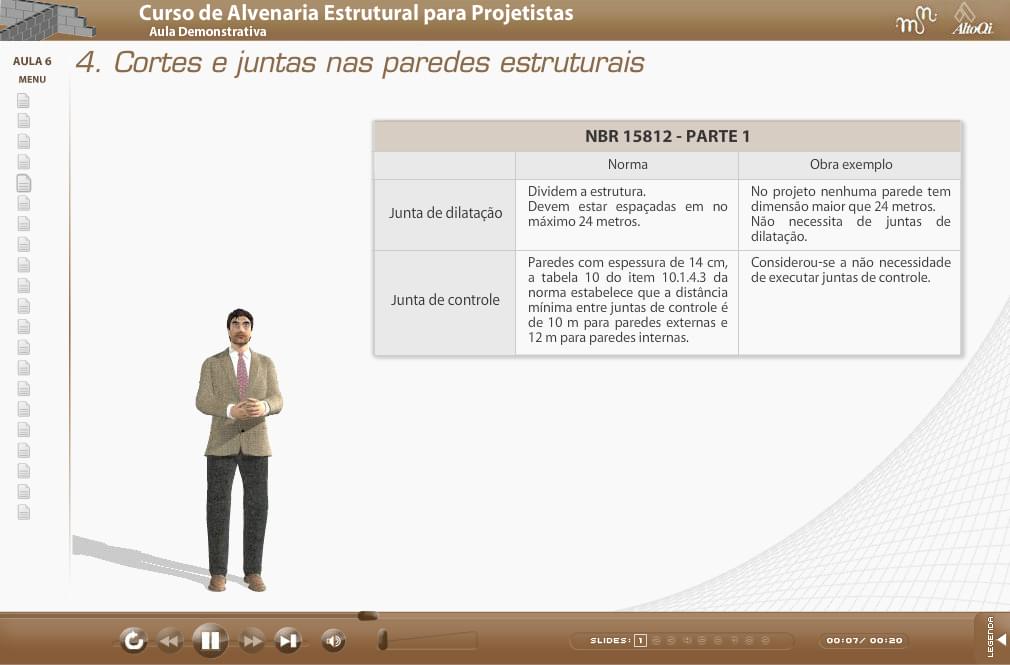 Curso de Alvenaria Estrutural para Projetistas
Aula Demonstrativa
AltoQi
AULA 6
MENU
4. Cortes e juntas nas paredes estruturais
NBR 15812 - PARTE 1
Norma
Obra exemplo
Junta de dilatação
Dividem a estrutura.
Devem estar espaçadas em no
máximo 24 metros.
No projeto nenhuma parede tem
dimensão maior que 24 metros.
Não necessita de juntas de
dilatação.
Junta de controle
Paredes com espessura de 14 cm,
a tabela 10 do item 10.1.4.3 da
norma estabelece que a distância
mínima entre juntas de controle é
de 10 m para paredes externas e
12 m para paredes internas.
Considerou-se a não necessidade
de executar juntas de controle.
SLIDES: 1
00:07/ 00:20
LEGENDA